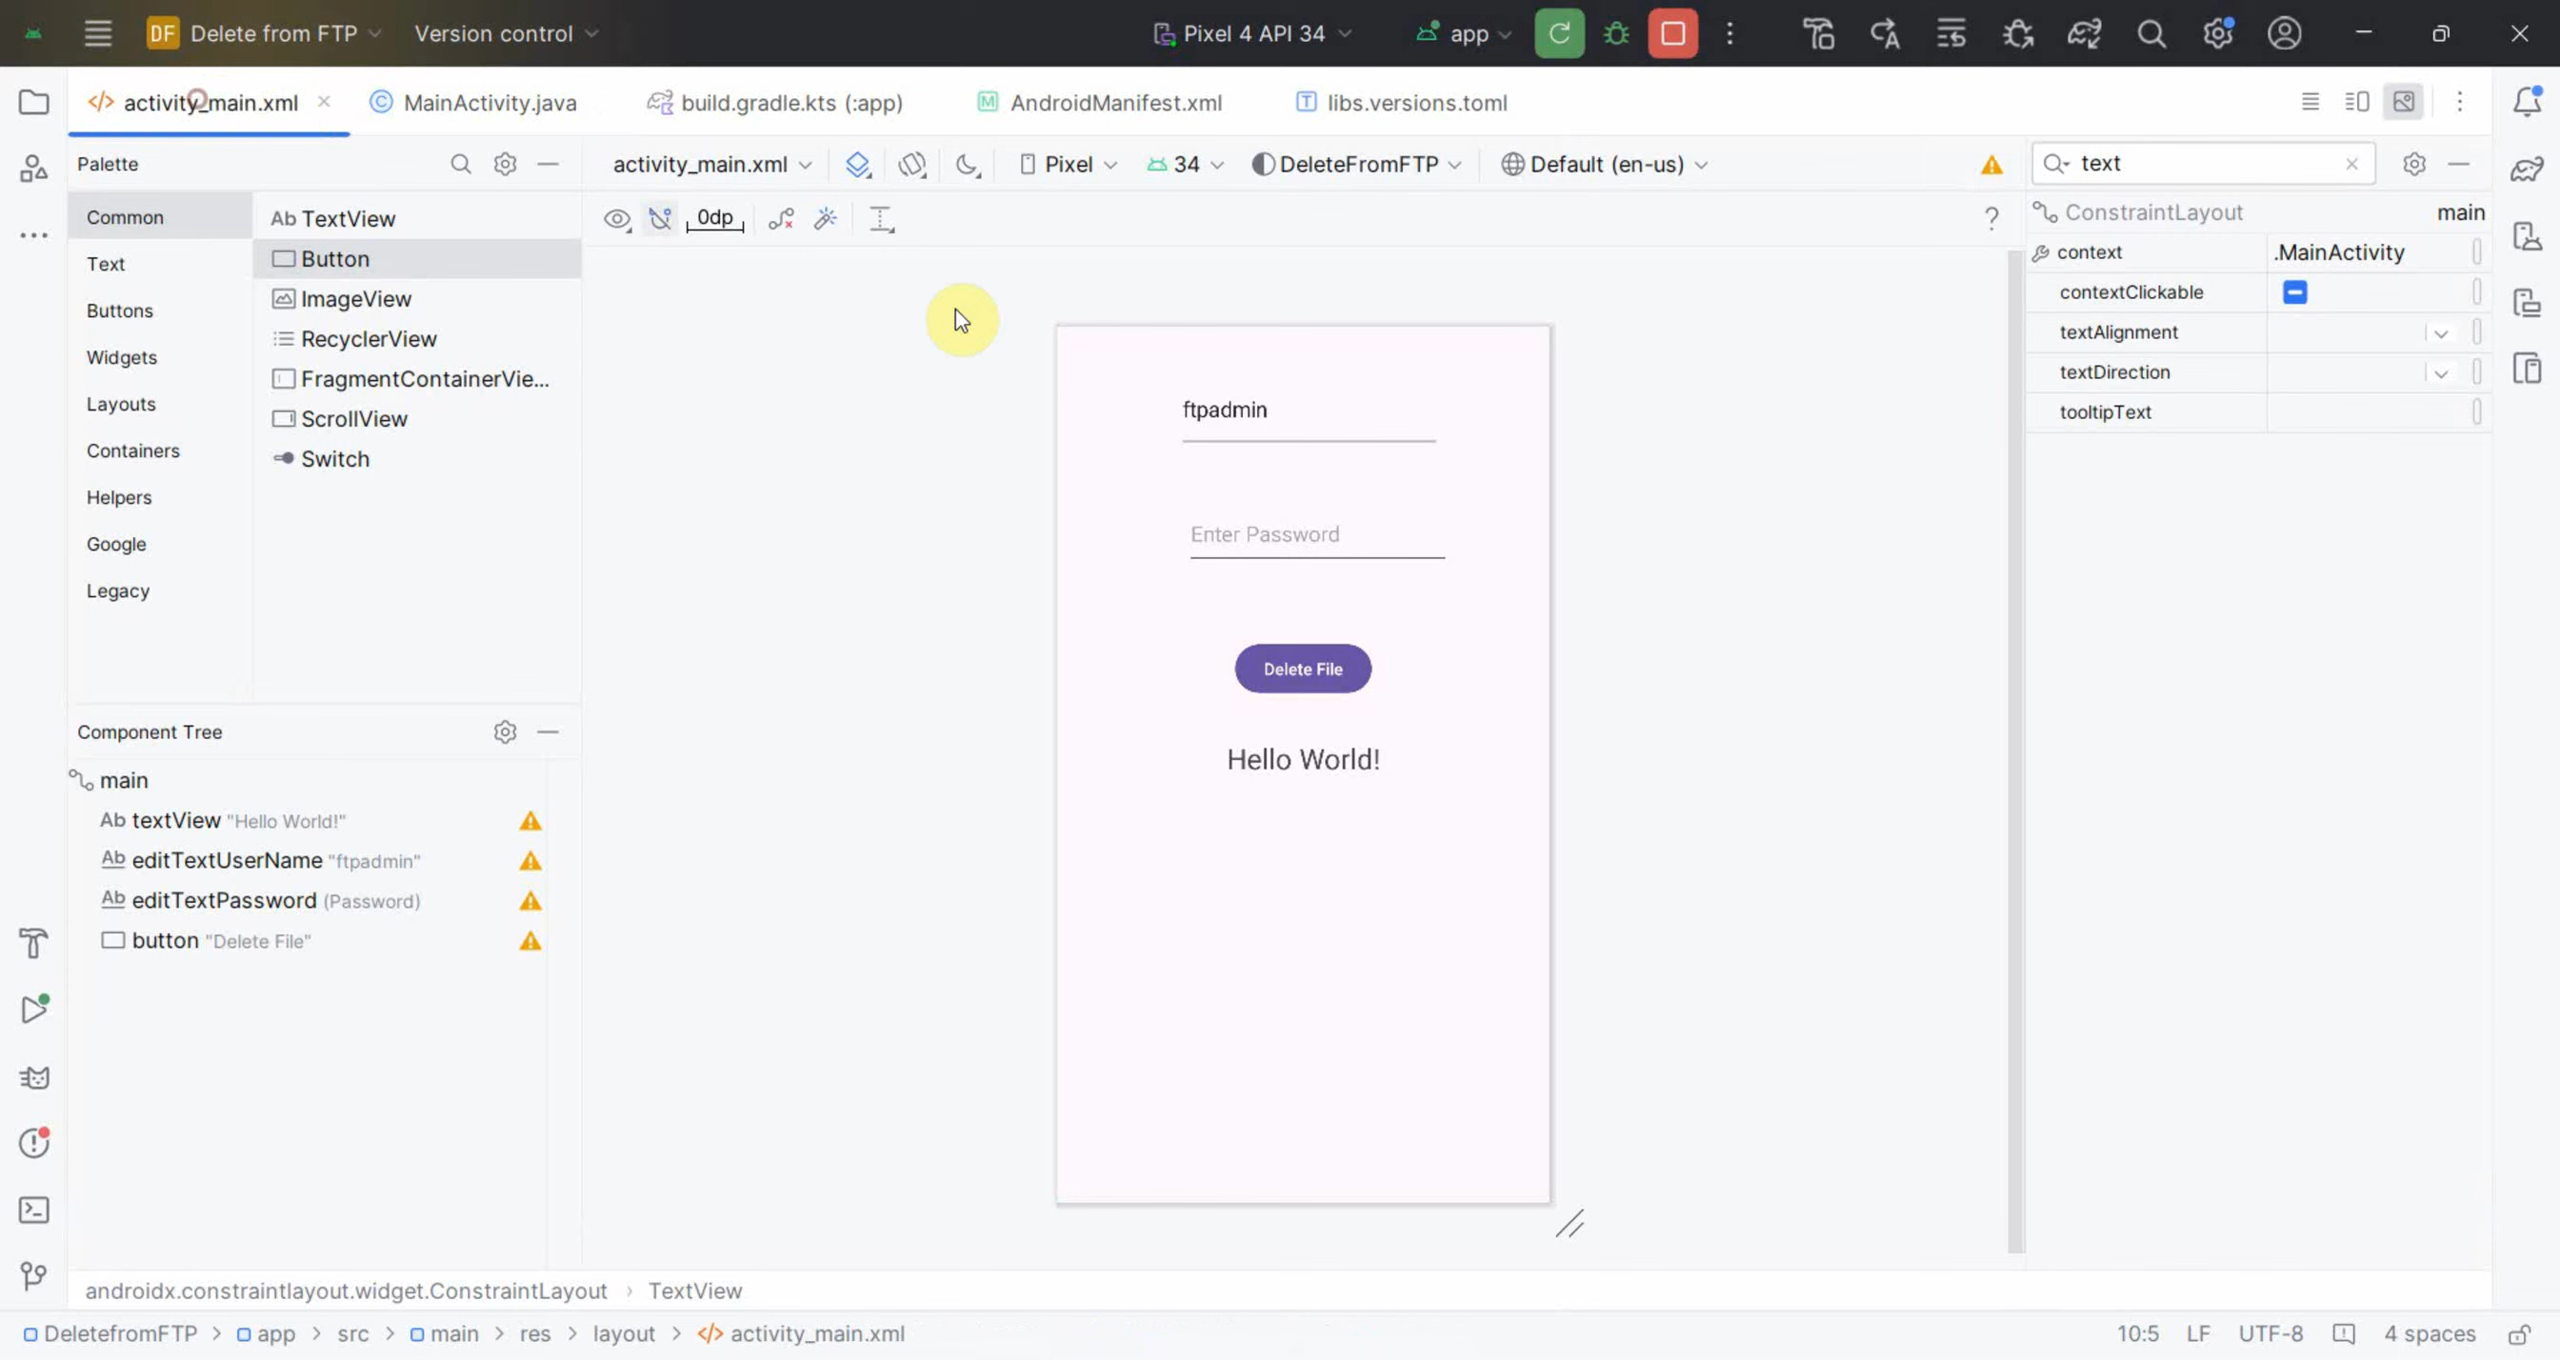 DF Delete from FTP Version control Pixel 4 API 34 app
activity_main.xml MainActivity.java build.gradle.kts (:app) AndroidManifest.xml libs.versions.toml
Palette
activity_main.xml Pixel 34 DeleteFromFTP Default (en-us)
text
0dp
?
Common
Text
Buttons
Widgets
Layouts
Containers
Helpers
Google
Legacy
Ab TextView
Button
ImageView
RecyclerView
FragmentContainerVie...
ScrollView
Switch
ConstraintLayout main
context .MainActivity
contextClickable
textAlignment
textDirection
tooltipText
ftpadmin
Enter Password
Delete File
Hello World!
Component Tree
main
Ab textView "Hello World!"
Ab editTextUserName "ftpadmin"
Ab editTextPassword (Password)
button "Delete File"
androidx.constraintlayout.widget.ConstraintLayout › TextView
DeletefromFTP > app > src > main > res > layout > activity_main.xml 10:5 LF UTF-8 4 spaces